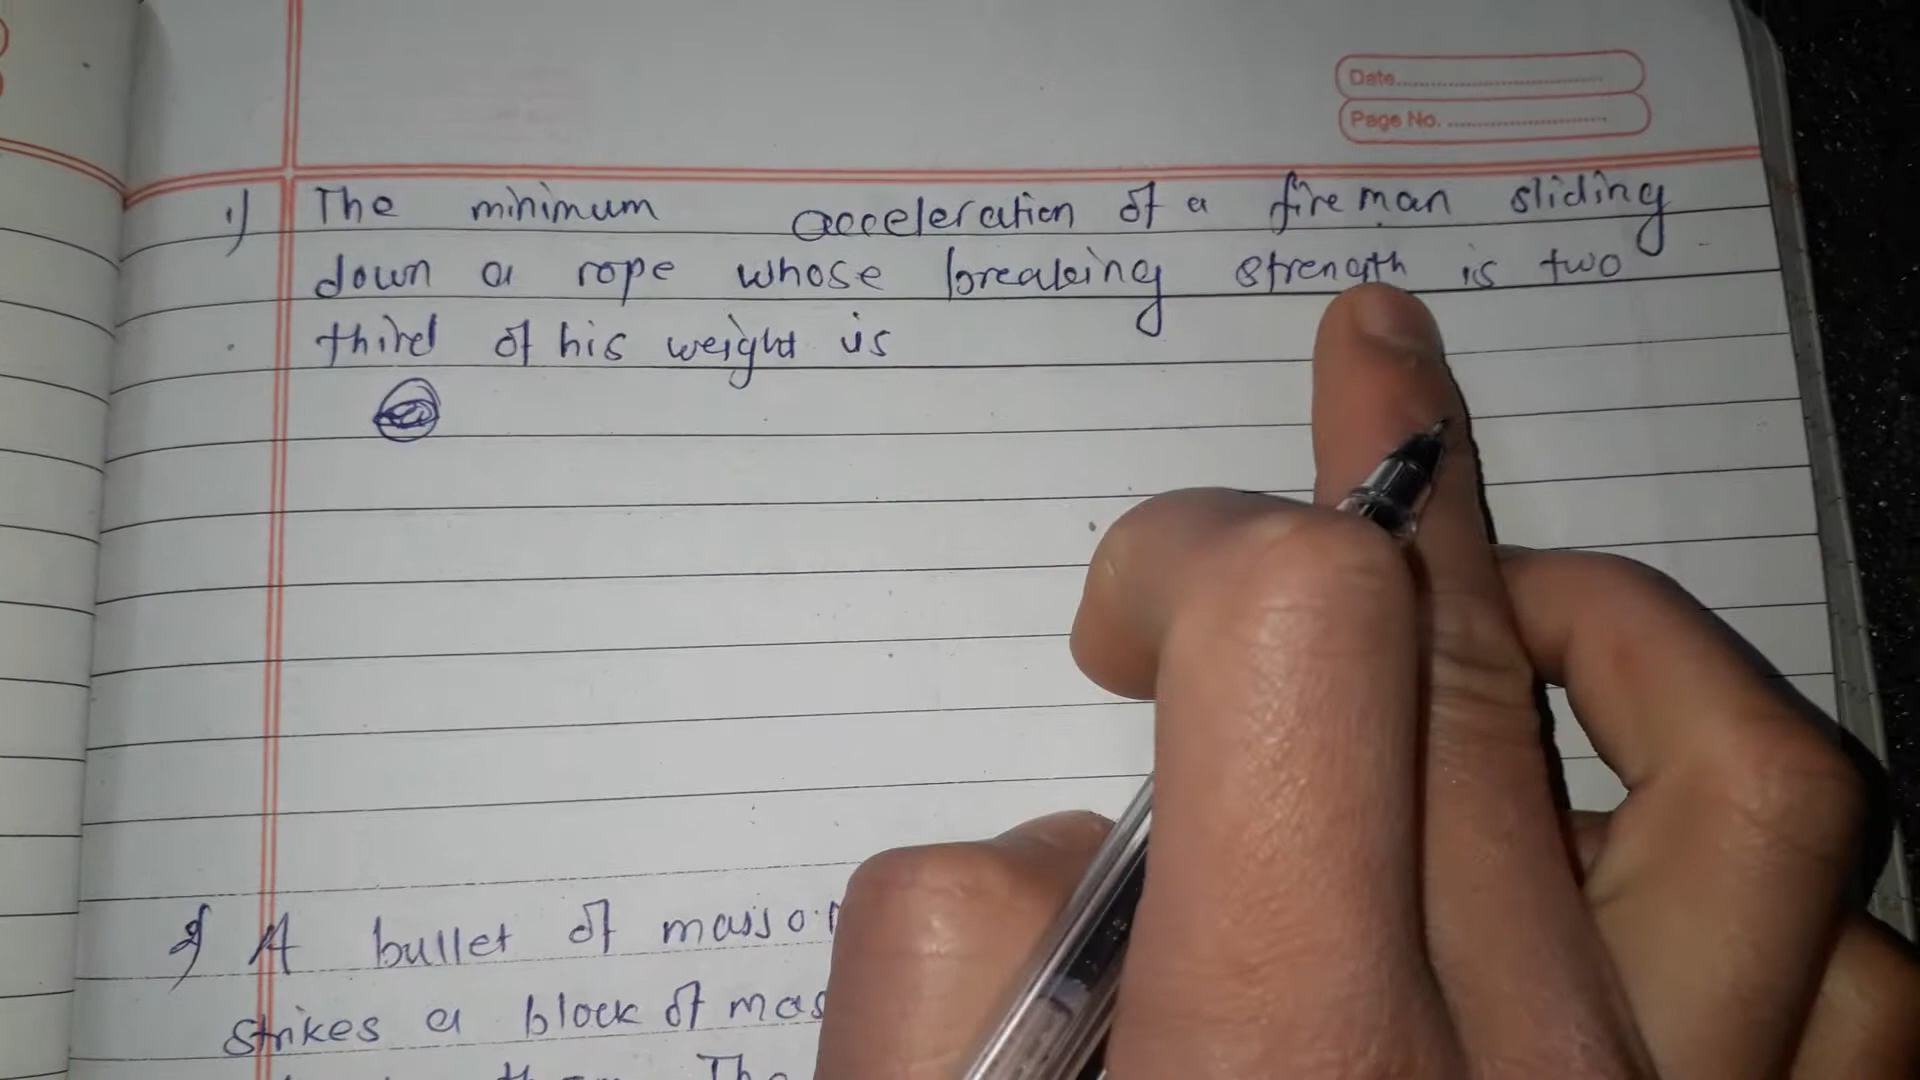 Date
Page No.
1) The minimum acceleration of a fireman sliding
down a rope whose breaking strength is two
third of his weight is
A bullet of mass
strikes a block of mas
The